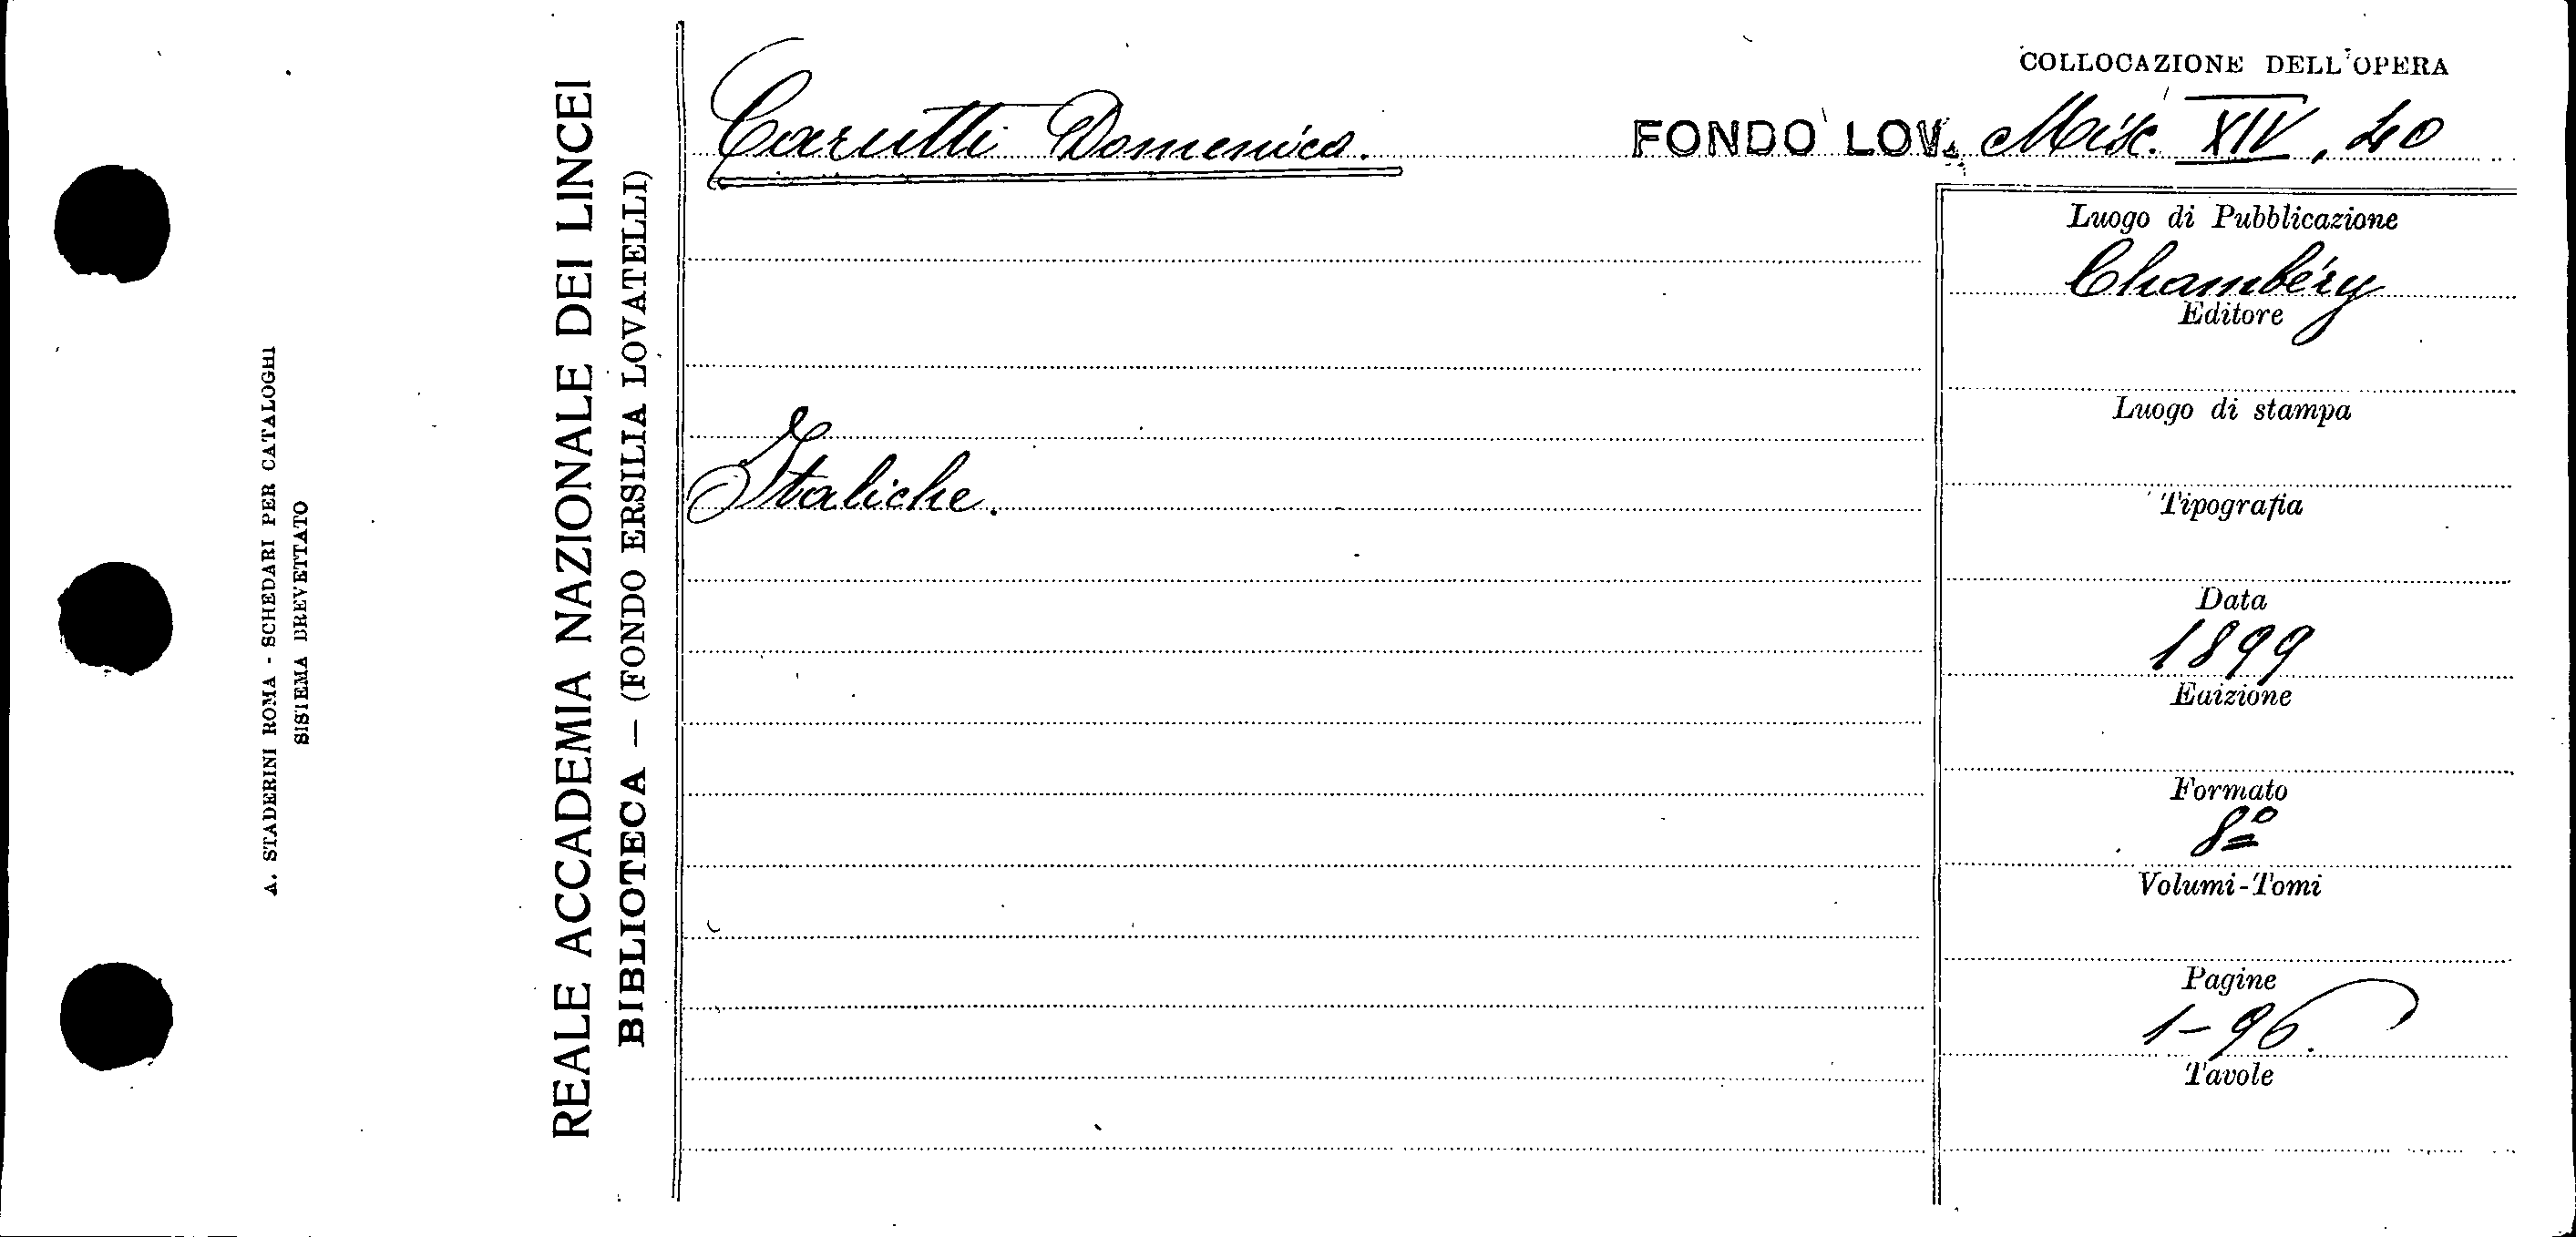 A. STADERINI ROMA - SCHEDARI PER CATALOGHI
SISTEMA BREVETTATO
REALE ACCADEMIA NAZIONALE DEI LINCEI
BIBLIOTECA — (FONDO ERSILIA LOVATELLI)
COLLOCAZIONE DELL'OPERA
Carutti Domenico.
FONDO LOV. Misc. XIV, 40
Italiche.
Luogo di Pubblicazione
Chambéry
Editore
Luogo di stampa
Tipografia
Data
1899
Edizione
Formato
8º
Volumi-Tomi
Pagine
1-96.
Tavole